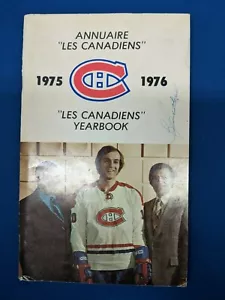 ANNUAIRE
"LES CANADIENS"
1975 1976
"LES CANADIENS"
YEARBOOK